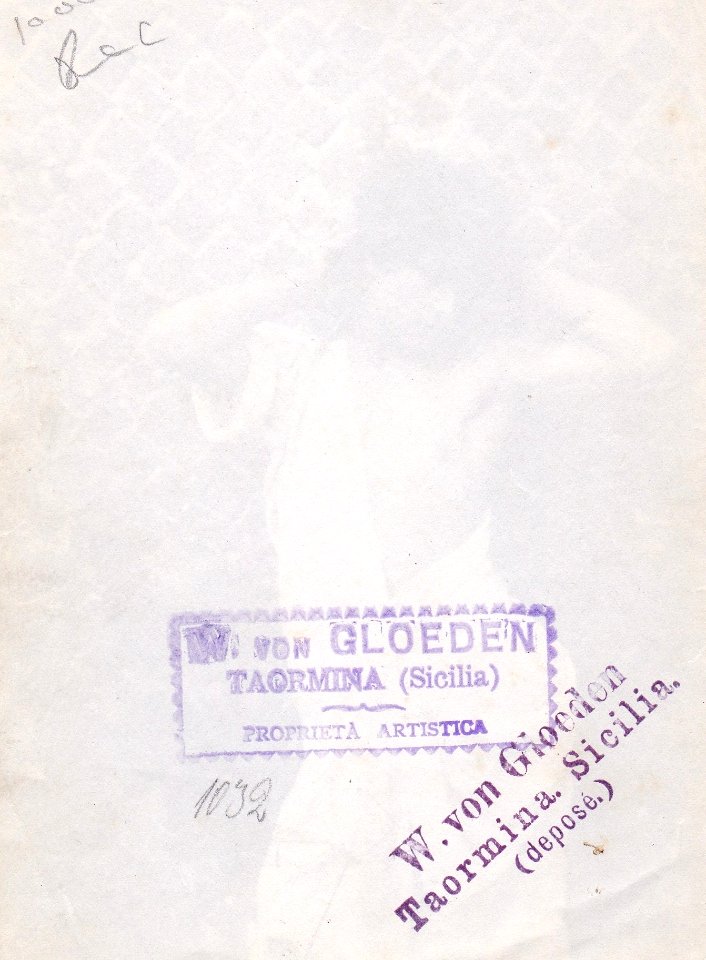 W. VON GLOEDEN
TAORMINA (Sicilia)
PROPRIETÀ ARTISTICA
1032
W. von Gloeden
Taormina. Sicilia.
(deposé.)